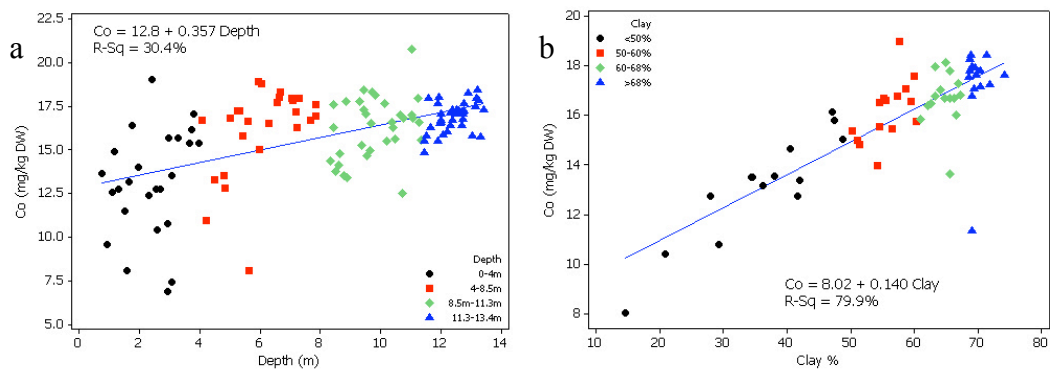 a
Co = 12.8 + 0.357 Depth
R-Sq = 30.4%
Co (mg/kg DW)
22.5
20.0
17.5
15.0
12.5
10.0
7.5
5.0
Depth
0-4m
4-8.5m
8.5m-11.3m
11.3-13.4m
0 2 4 6 8 10 12 14
Depth (m)
b
Clay
<50%
50-60%
60-68%
>68%
Co (mg/kg DW)
20
18
16
14
12
10
8
Co = 8.02 + 0.140 Clay
R-Sq = 79.9%
10 20 30 40 50 60 70 80
Clay %